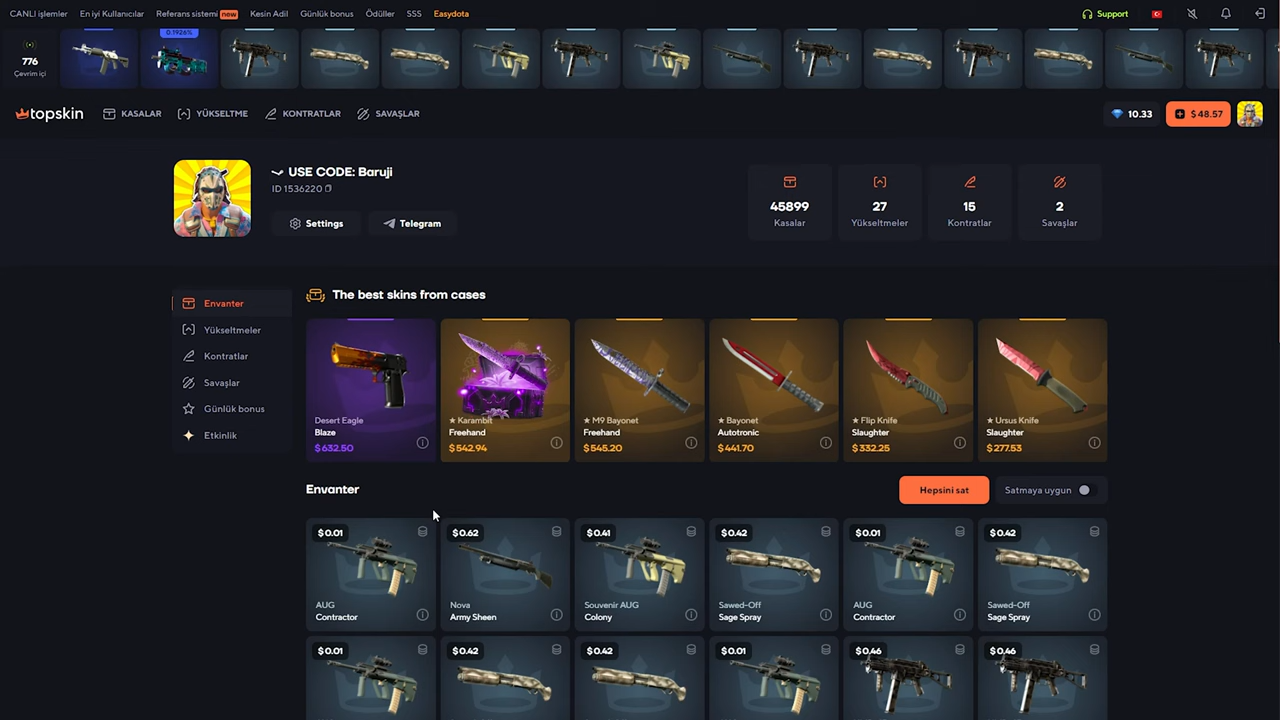 CANLI işlemler En iyi Kullanıcılar Referans sistemi new Kesin Adil Günlük bonus Ödüller SSS Easydota Support
776
Çevrim içi
0.1926%
topskin KASALAR YÜKSELTME KONTRATLAR SAVAŞLAR 10.33 $ 48.57
USE CODE: Baruji
ID 1536220
Settings Telegram
45899 27 15 2
Kasalar Yükseltmeler Kontratlar Savaşlar
Envanter
Yükseltmeler
Kontratlar
Savaşlar
Günlük bonus
Etkinlik
The best skins from cases
Desert Eagle ★ Karambit ★ M9 Bayonet ★ Bayonet ★ Flip Knife ★ Ursus Knife
Blaze Freehand Freehand Autotronic Slaughter Slaughter
$632.50 $542.94 $545.20 $441.70 $332.25 $277.53
Envanter Hepsini sat Satmaya uygun
$0.01 $0.62 $0.41 $0.42 $0.01 $0.42
AUG Nova Souvenir AUG Sawed-Off AUG Sawed-Off
Contractor Army Sheen Colony Sage Spray Contractor Sage Spray
$0.01 $0.42 $0.42 $0.01 $0.46 $0.46